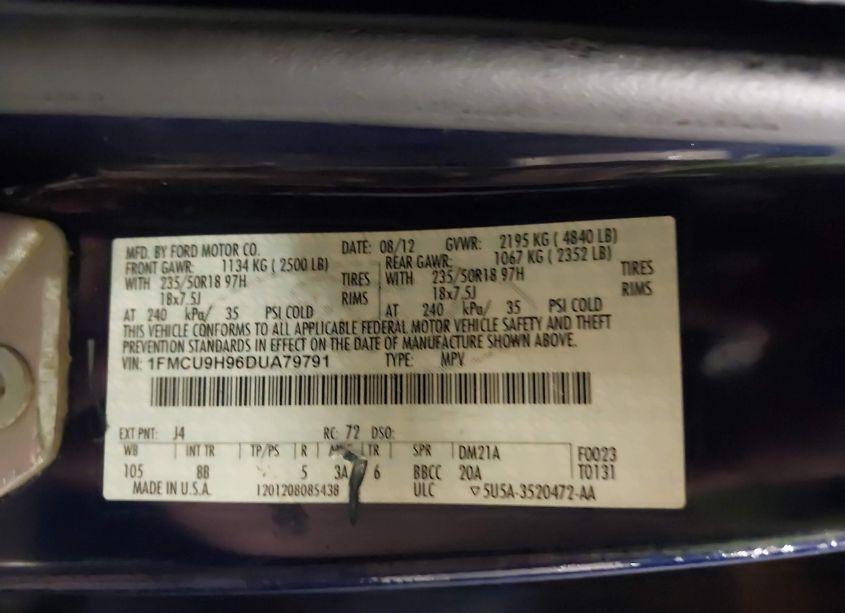 MFD. BY FORD MOTOR CO. DATE: 08/12 GVWR: 2195 KG ( 4840 LB)
FRONT GAWR: 1134 KG ( 2500 LB) REAR GAWR: 1067 KG ( 2352 LB)
WITH 235/50R18 97H TIRES WITH 235/50R18 97H TIRES
18x7.5J RIMS 18x7.5J RIMS
AT 240 kPa/ 35 PSI COLD AT 240 kPa/ 35 PSI COLD
THIS VEHICLE CONFORMS TO ALL APPLICABLE FEDERAL MOTOR VEHICLE SAFETY AND THEFT
PREVENTION STANDARDS IN EFFECT ON THE DATE OF MANUFACTURE SHOWN ABOVE.
VIN: 1FMCU9H96DUA79791 TYPE: MPV
EXT PNT: J4 RC: 72 DSO:
WB INT TR TP/PS R TR SPR DM21A F0023
105 8B 5 3A 6 BBCC 20A T0131
MADE IN U.S.A. 1201208085438 ULC ▽5U5A-3520472-AA